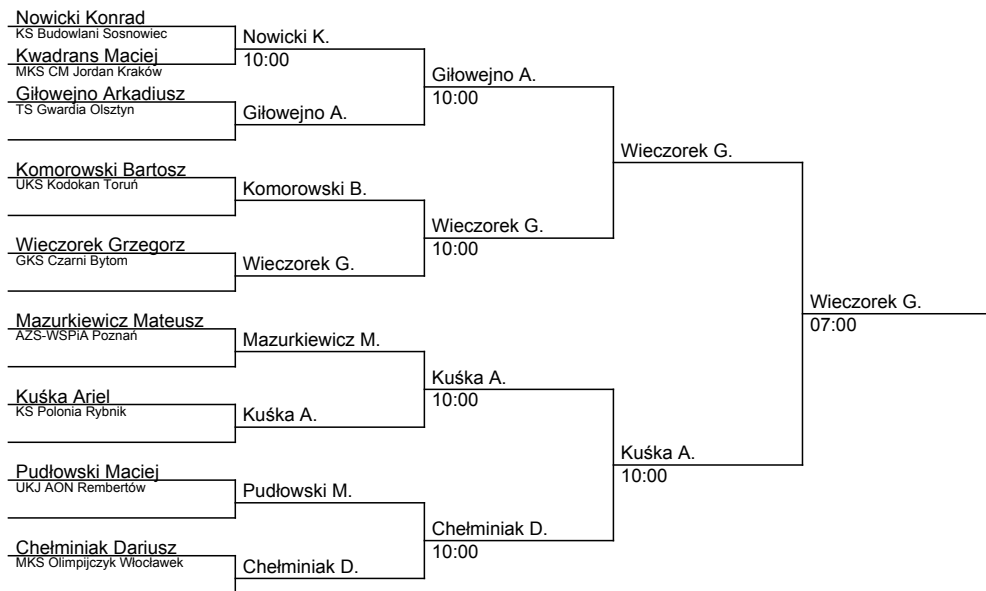 Nowicki Konrad
KS Budowlani Sosnowiec
Nowicki K.
10:00
Kwadrans Maciej
MKS CM Jordan Kraków
Giłowejno A.
10:00
Giłowejno Arkadiusz
TS Gwardia Olsztyn
Giłowejno A.
Wieczorek G.
Komorowski Bartosz
UKS Kodokan Toruń
Komorowski B.
Wieczorek G.
10:00
Wieczorek Grzegorz
GKS Czarni Bytom
Wieczorek G.
Wieczorek G.
07:00
Mazurkiewicz Mateusz
AZS-WSPiA Poznań
Mazurkiewicz M.
Kuśka A.
10:00
Kuśka Ariel
KS Polonia Rybnik
Kuśka A.
Kuśka A.
10:00
Pudłowski Maciej
UKJ AON Rembertów
Pudłowski M.
Chełminiak D.
10:00
Chełminiak Dariusz
MKS Olimpijczyk Włocławek
Chełminiak D.